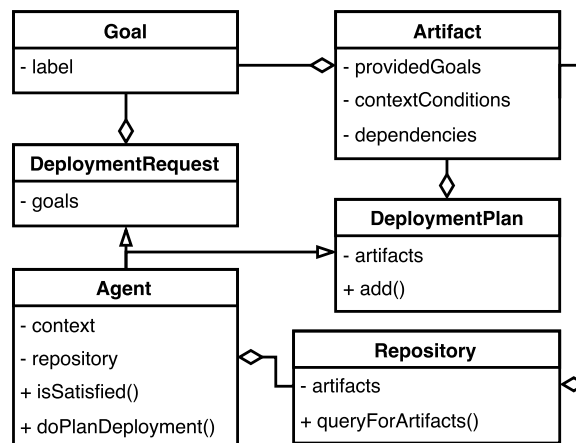 Goal
- label
Artifact
- providedGoals
- contextConditions
- dependencies
DeploymentRequest
- goals
DeploymentPlan
- artifacts
+ add()
Agent
- context
- repository
+ isSatisfied()
+ doPlanDeployment()
Repository
- artifacts
+ queryForArtifacts()